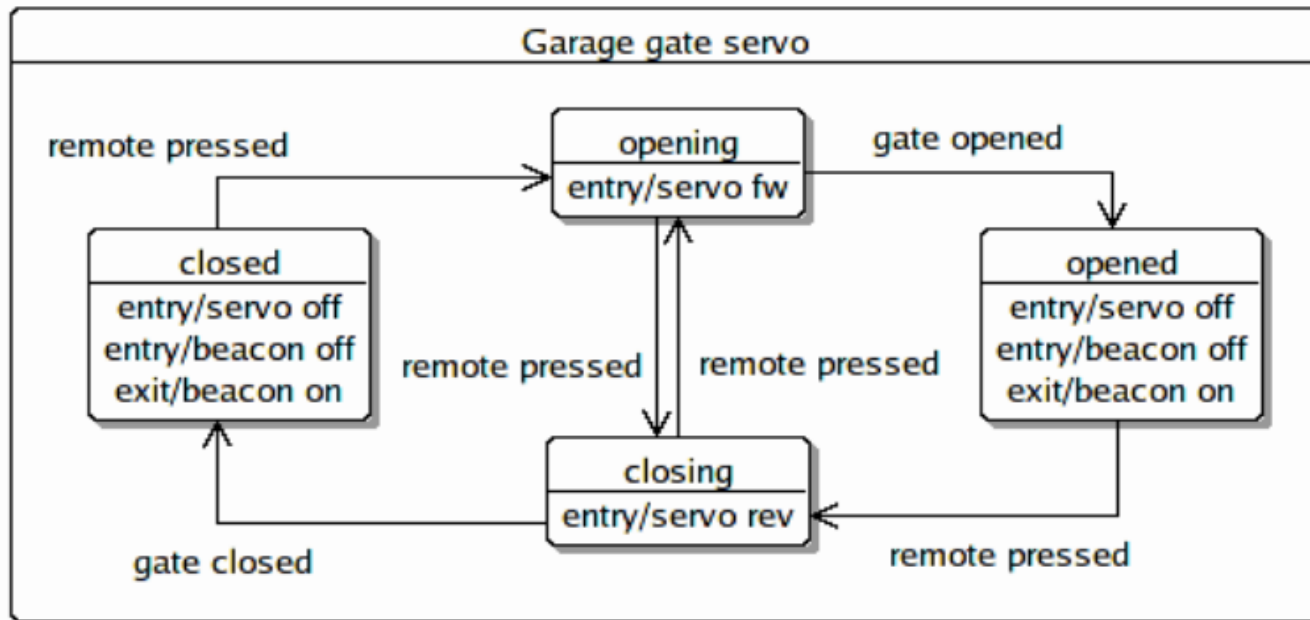 Garage gate servo
remote pressed
opening
entry/servo fw
gate opened
closed
entry/servo off
entry/beacon off
exit/beacon on
opened
entry/servo off
entry/beacon off
exit/beacon on
remote pressed
remote pressed
closing
entry/servo rev
gate closed
remote pressed